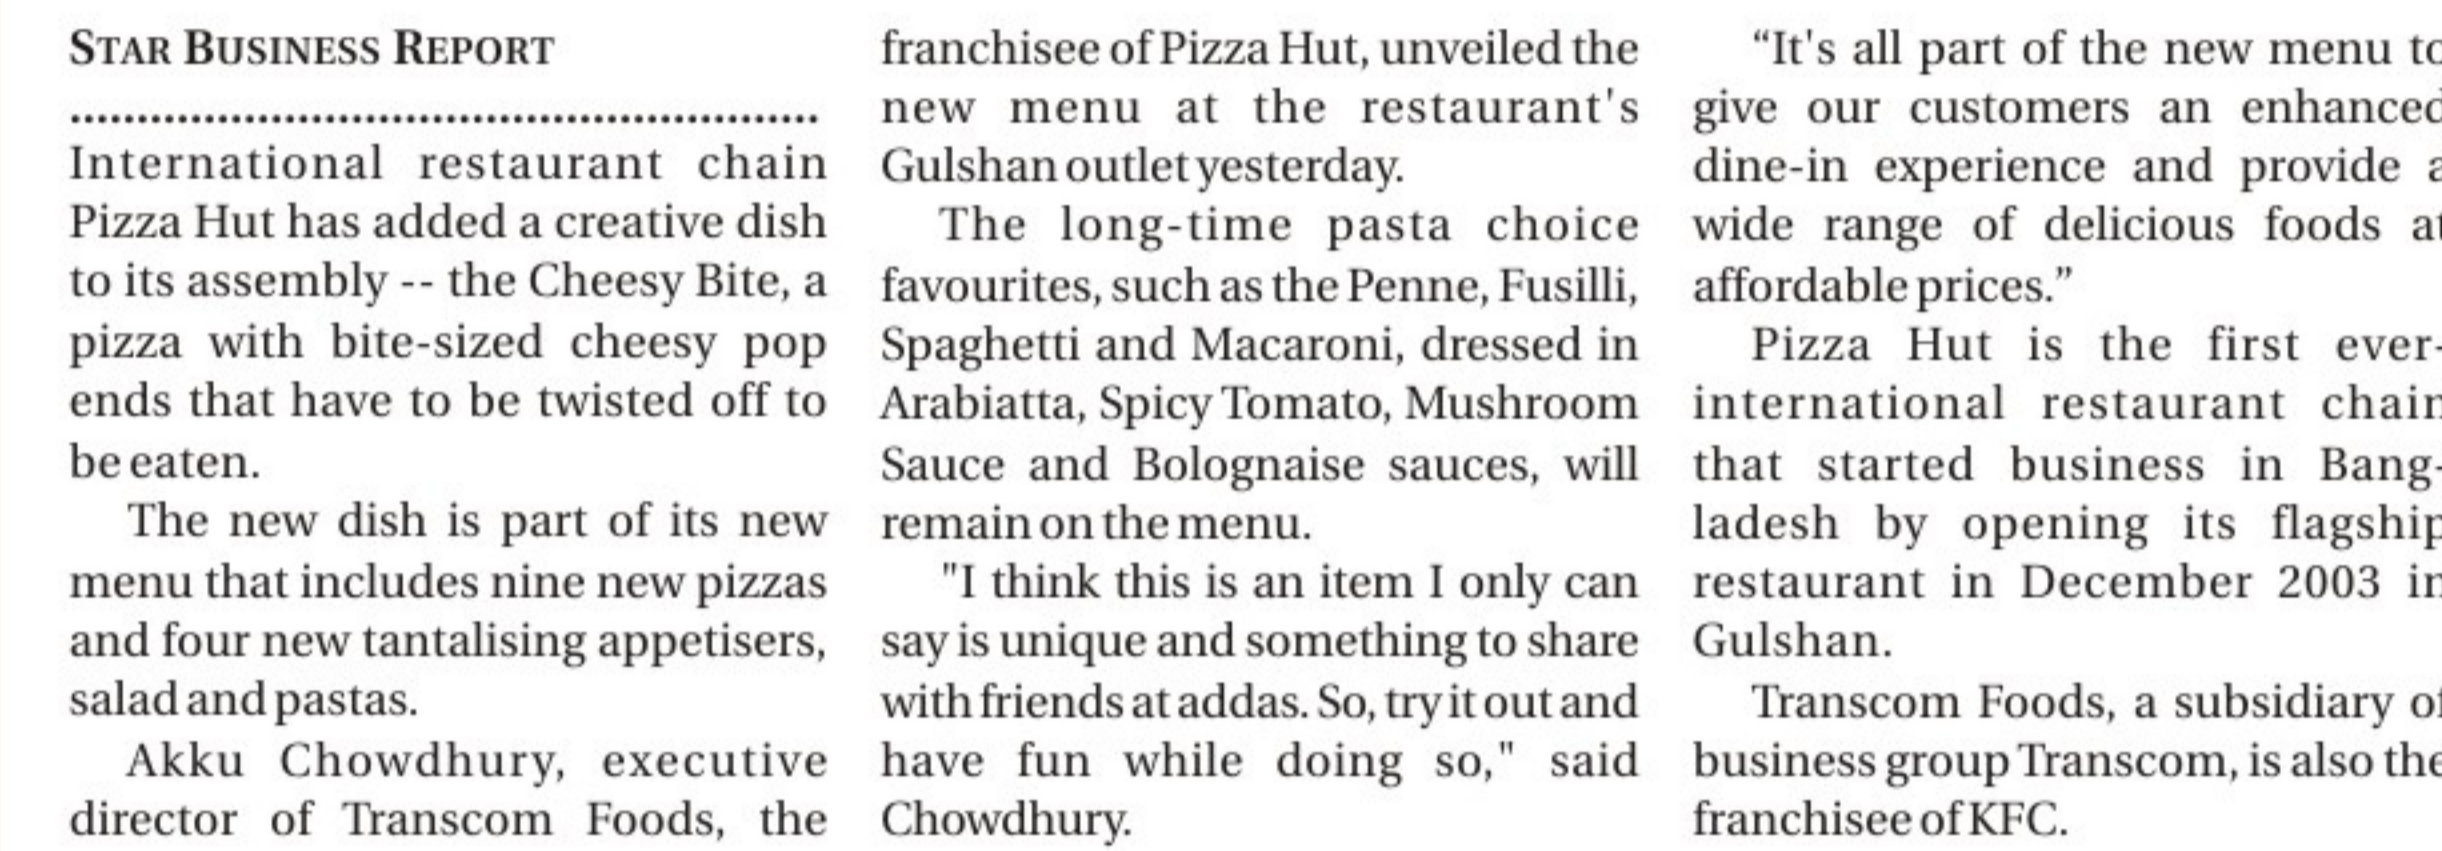 STAR BUSINESS REPORT
International restaurant chain
Pizza Hut has added a creative dish
to its assembly -- the Cheesy Bite, a
pizza with bite-sized cheesy pop
ends that have to be twisted off to
be eaten.
The new dish is part of its new
menu that includes nine new pizzas
and four new tantalising appetisers,
salad and pastas.
Akku Chowdhury, executive
director of Transcom Foods, the
franchisee of Pizza Hut, unveiled the
new menu at the restaurant's
Gulshan outlet yesterday.
The long-time pasta choice
favourites, such as the Penne, Fusilli,
Spaghetti and Macaroni, dressed in
Arabiatta, Spicy Tomato, Mushroom
Sauce and Bolognaise sauces, will
remain on the menu.
"I think this is an item I only can
say is unique and something to share
with friends at addas. So, try it out and
have fun while doing so," said
Chowdhury.
“It's all part of the new menu to
give our customers an enhanced
dine-in experience and provide a
wide range of delicious foods at
affordable prices.”
Pizza Hut is the first ever-
international restaurant chain
that started business in Bang-
ladesh by opening its flagship
restaurant in December 2003 in
Gulshan.
Transcom Foods, a subsidiary of
business group Transcom, is also the
franchisee of KFC.